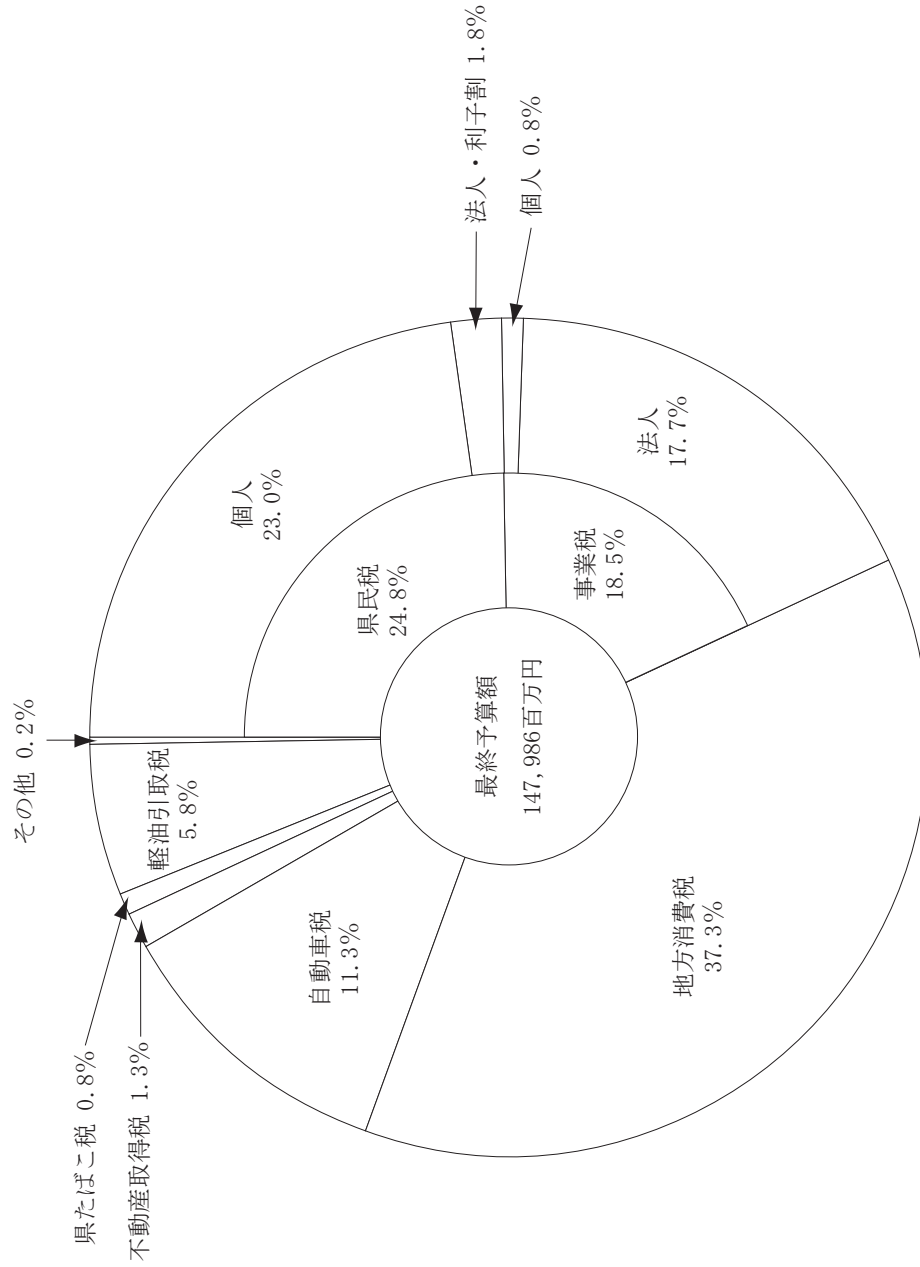 その他 0.2%
県たばこ税 0.8%
不動産取得税 1.3%
軽油引取税
5.8%
自動車税
11.3%
地方消費税
37.3%
最終予算額
147,986百万円
県民税
24.8%
個人
23.0%
法人・利子割 1.8%
事業税
18.5%
個人 0.8%
法人
17.7%